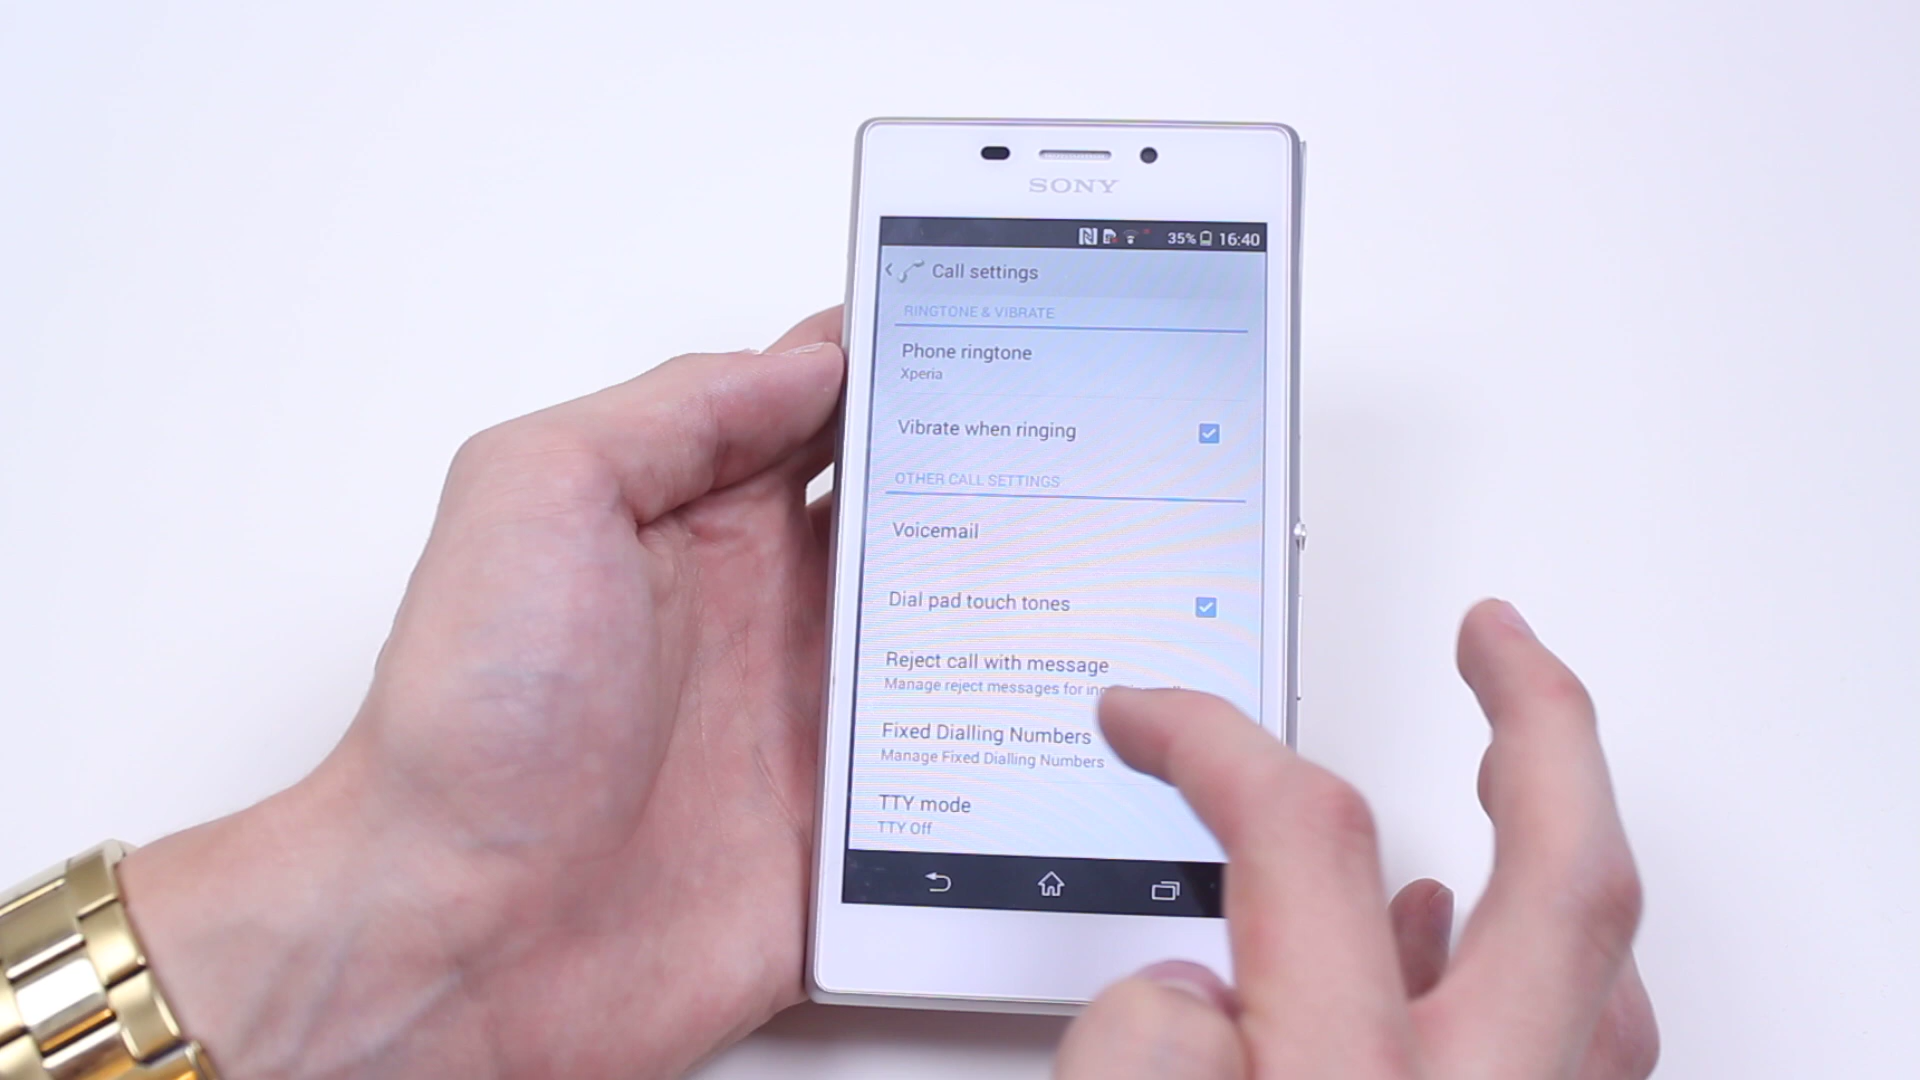 SONY
35% 16:40
Call settings
RINGTONE & VIBRATE
Phone ringtone
Xperia
Vibrate when ringing
OTHER CALL SETTINGS
Voicemail
Dial pad touch tones
Reject call with message
Manage reject messages for
Fixed Dialling Numbers
Manage Fixed Dialling Numbers
TTY mode
TTY Off